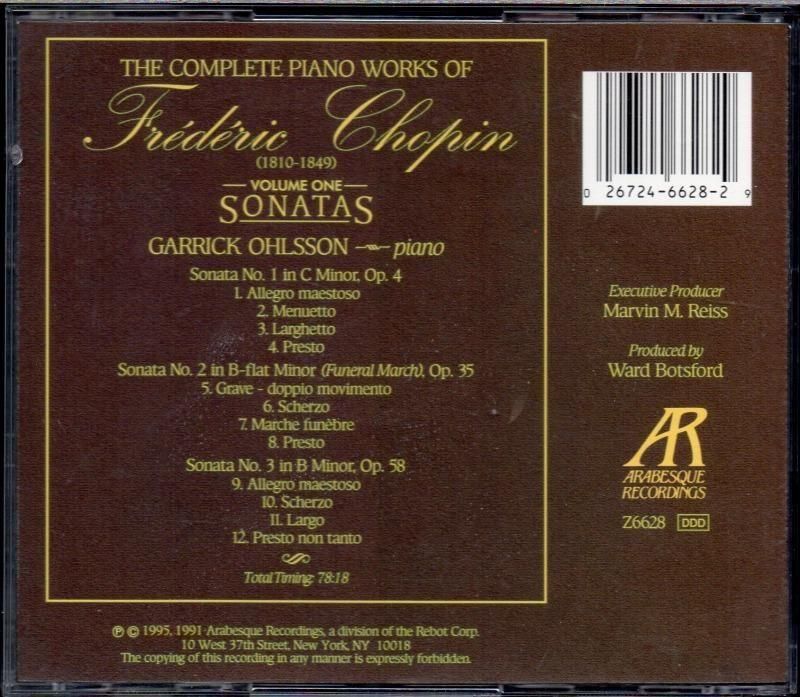 THE COMPLETE PIANO WORKS OF
Frédéric Chopin
(1810-1849)
VOLUME ONE
SONATAS
GARRICK OHLSSON piano
Sonata No. 1 in C Minor, Op. 4
1. Allegro maestoso
2. Menuetto
3. Larghetto
4. Presto
Sonata No. 2 in B-flat Minor (Funeral March), Op. 35
5. Grave - doppio movimento
6. Scherzo
7. Marche funèbre
8. Presto
Sonata No. 3 in B Minor, Op. 58
9. Allegro maestoso
10. Scherzo
11. Largo
12. Presto non tanto
Total Timing: 78:18
℗ © 1995, 1991 Arabesque Recordings, a division of the Rebot Corp.
10 West 37th Street, New York, NY 10018
The copying of this recording in any manner is expressly forbidden.
0 26724-6628-2 9
Executive Producer
Marvin M. Reiss
Produced by
Ward Botsford
AR
ARABESQUE
RECORDINGS
Z6628 DDD